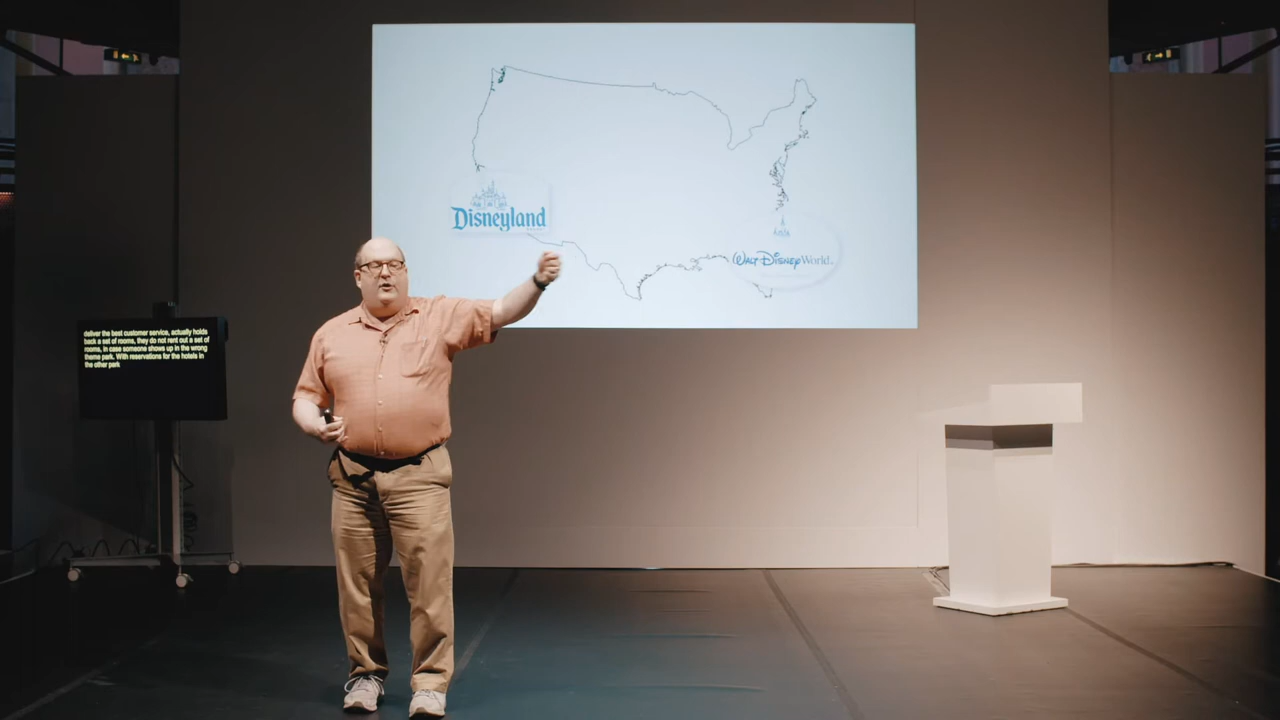 Disneyland
WALT DISNEY World.
deliver the best customer service, actually holds
back a set of rooms, they do not rent out a set of
rooms, in case someone shows up in the wrong
theme park. With reservations for the hotels in
the other park